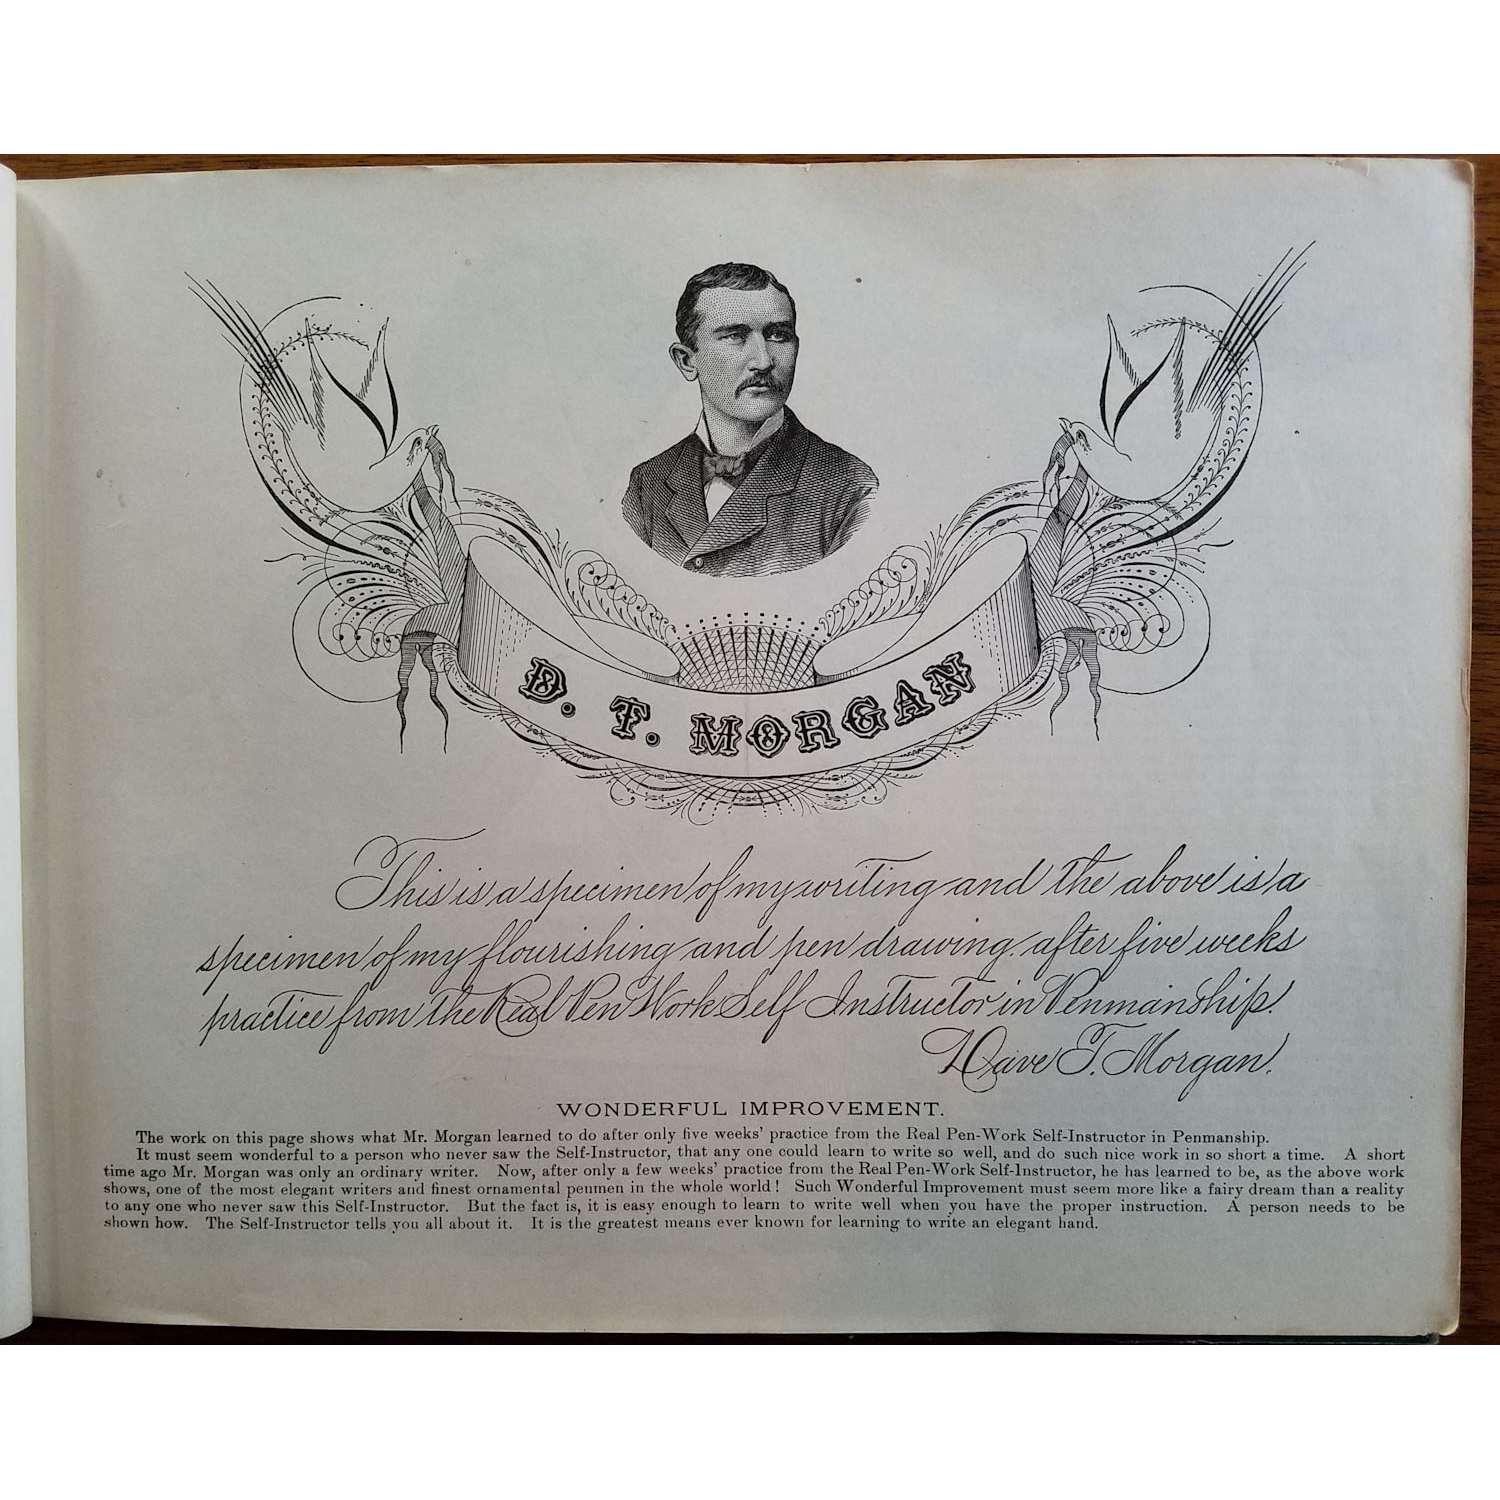 D. T. MORGAN
This is a specimen of my writing and the above is a
specimen of my flourishing and pen drawing. after five weeks
practice from the Real Pen Work Self Instructor in Penmanship.
Dave T. Morgan.
WONDERFUL IMPROVEMENT.
The work on this page shows what Mr. Morgan learned to do after only five weeks' practice from the Real Pen-Work Self-Instructor in Penmanship.
It must seem wonderful to a person who never saw the Self-Instructor, that any one could learn to write so well, and do such nice work in so short a time. A short
time ago Mr. Morgan was only an ordinary writer. Now, after only a few weeks' practice from the Real Pen-Work Self-Instructor, he has learned to be, as the above work
shows, one of the most elegant writers and finest ornamental penmen in the whole world! Such Wonderful Improvement must seem more like a fairy dream than a reality
to any one who never saw this Self-Instructor. But the fact is, it is easy enough to learn to write well when you have the proper instruction. A person needs to be
shown how. The Self-Instructor tells you all about it. It is the greatest means ever known for learning to write an elegant hand.